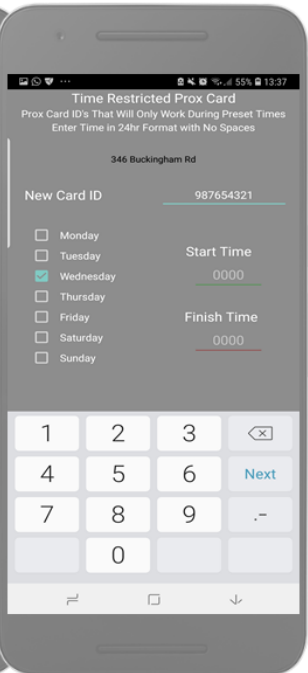 55% 13:37
Time Restricted Prox Card
Prox Card ID's That Will Only Work During Preset Times
Enter Time in 24hr Format with No Spaces
346 Buckingham Rd
New Card ID 987654321
Monday
Tuesday
Wednesday
Thursday
Friday
Saturday
Sunday
Start Time
0000
Finish Time
0000
1 2 3
4 5 6 Next
7 8 9 .-
0